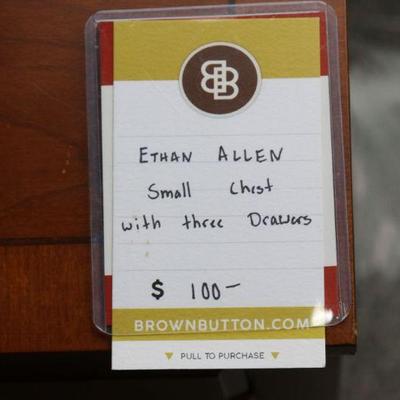 BB
ETHAN ALLEN
Small Chest
with three Drawers
$ 100-
BROWNBUTTON.COM
PULL TO PURCHASE